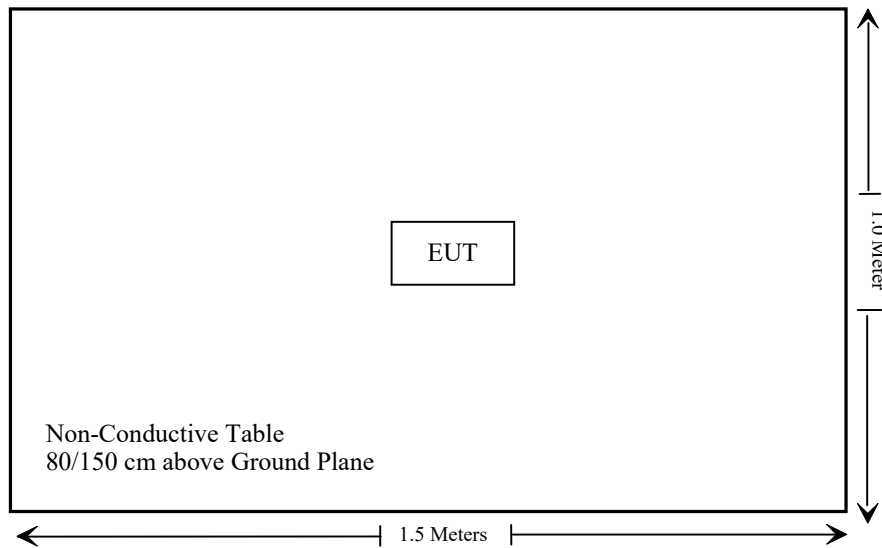 EUT
1.0 Meter
Non-Conductive Table
80/150 cm above Ground Plane
1.5 Meters